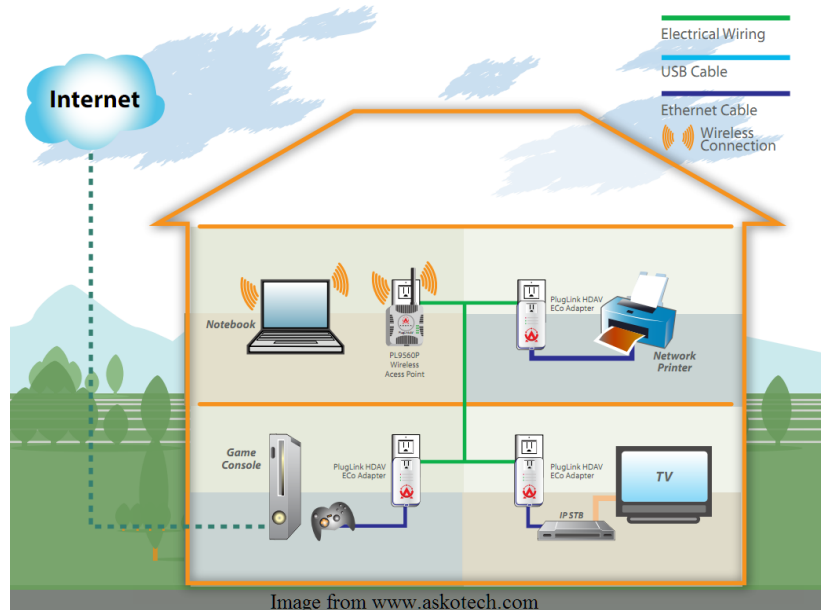 Internet
Electrical Wiring
USB Cable
Ethernet Cable
Wireless
Connection
Notebook
PL9560P
Wireless
Acess Point
PlugLink HDAV
ECo Adapter
Network
Printer
Game
Console
PlugLink HDAV
ECo Adapter
PlugLink HDAV
ECo Adapter
TV
IP STB
Image from www.askotech.com